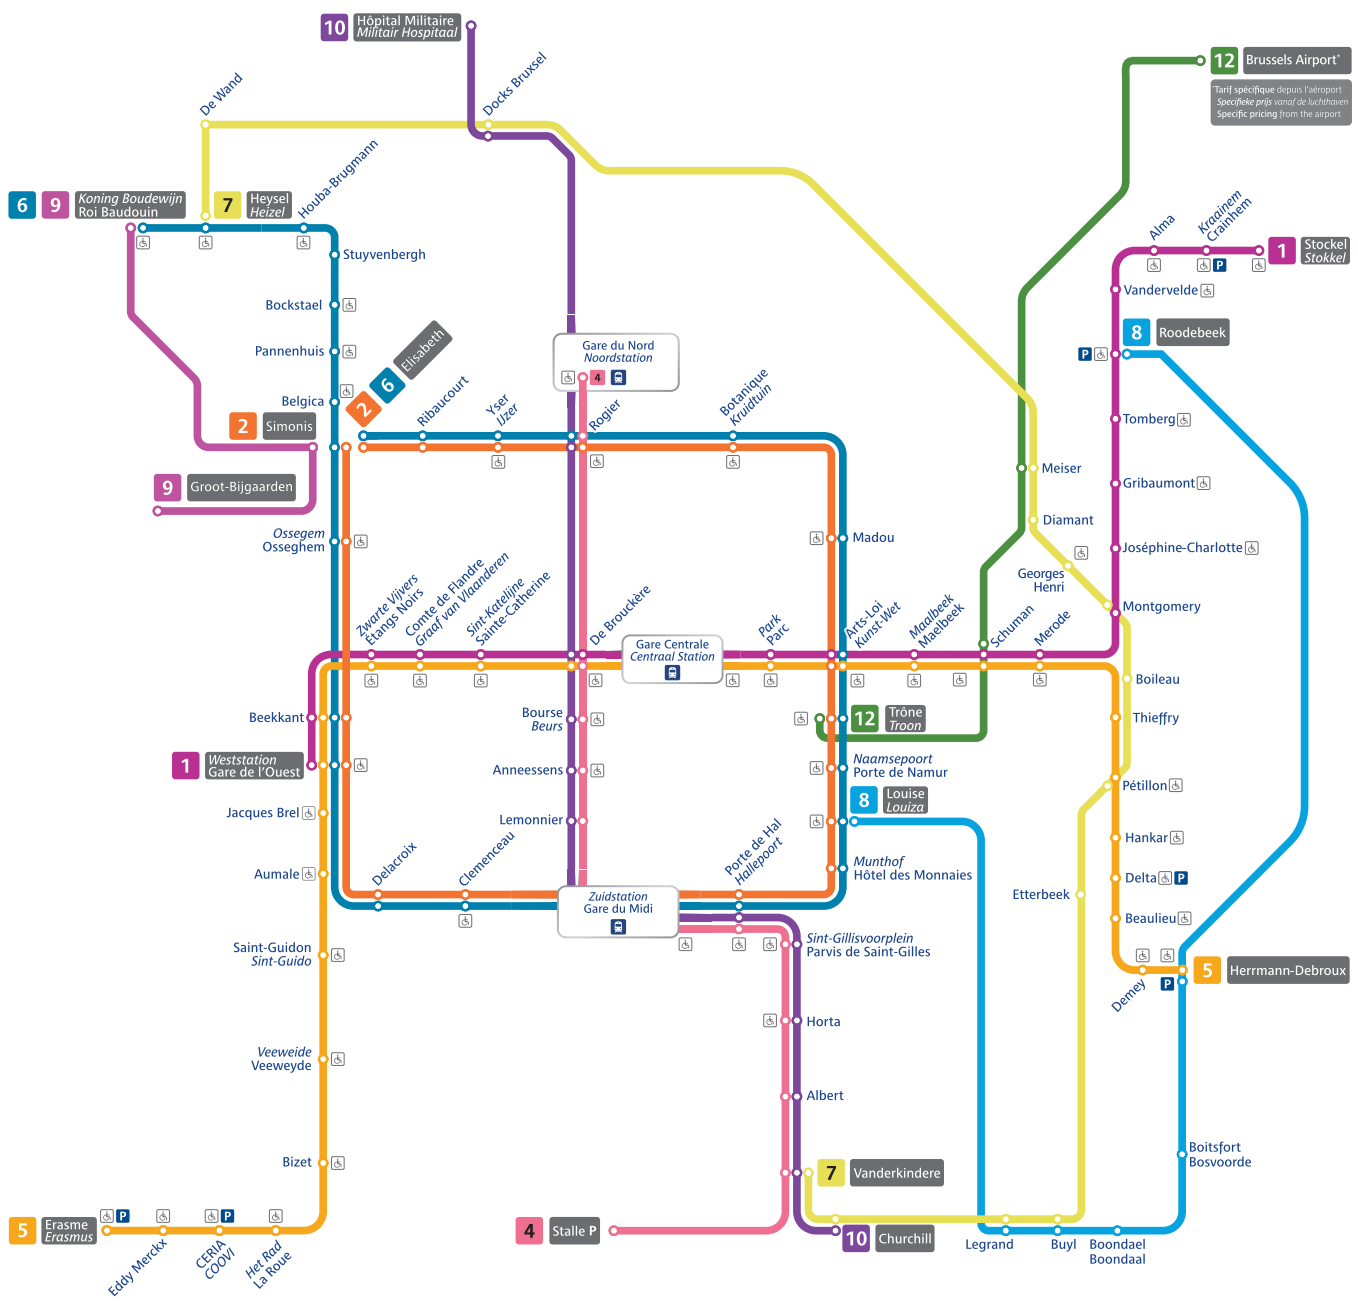 10
Hôpital Militaire
Militair Hospitaal
12
Brussels Airport*
*Tarif spécifique depuis l'aéroport
Specifieke prijs vanaf de luchthaven
Specific pricing from the airport
De Wand
Docks Bruxsel
6
9
Koning Boudewijn
Roi Baudouin
7
Heysel
Heizel
Houba-Brugmann
Alma
Kraainem
Crainhem
P
1
Stockel
Stokkel
Stuyvenbergh
Vandervelde
Bockstael
8
Roodebeek
P
Pannenhuis
Gare du Nord
Noordstation
4
2
6
Elisabeth
Belgica
2
Simonis
Ribaucourt
Yser
IJzer
Rogier
Botanique
Kruidtuin
Tomberg
9
Groot-Bijgaarden
Meiser
Gribaumont
Diamant
Ossegem
Osseghem
Madou
Joséphine-Charlotte
Georges
Henri
Zwarte Vijvers
Étangs Noirs
Comte de Flandre
Graaf van Vlaanderen
Sint-Katelijne
Sainte-Catherine
De Brouckère
Gare Centrale
Centraal Station
Park
Parc
Arts-Loi
Kunst-Wet
Maalbeek
Maelbeek
Schuman
Merode
Montgomery
Boileau
Beekkant
Bourse
Beurs
12
Trône
Troon
Thieffry
1
Weststation
Gare de l'Ouest
Anneessens
Naamsepoort
Porte de Namur
Pétillon
Jacques Brel
Lemonnier
8
Louise
Louiza
Hankar
Aumale
Delacroix
Clemenceau
Porte de Hal
Hallepoort
Munthof
Hôtel des Monnaies
Delta
P
Etterbeek
Zuidstation
Gare du Midi
Beaulieu
Saint-Guidon
Sint-Guido
Sint-Gillisvoorplein
Parvis de Saint-Gilles
Demey
P
5
Herrmann-Debroux
Horta
Veeweide
Veeweyde
Albert
Bizet
7
Vanderkindere
Boitsfort
Bosvoorde
5
Erasme
Erasmus
P
Eddy Merckx
P
CERIA
COOVI
Het Rad
La Roue
4
Stalle P
10
Churchill
Legrand
Buyl
Boondael
Boondaal